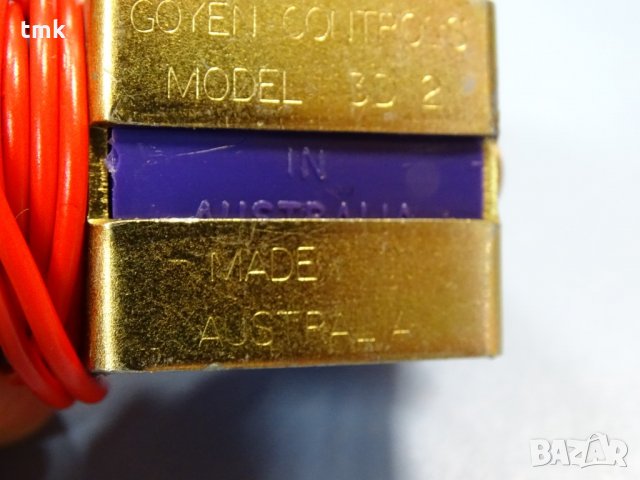 tmk
GOYEN CONTROLS
MODEL 3D 2
IN
AUSTRALIA
MADE
AUSTRALIA
BAZAR